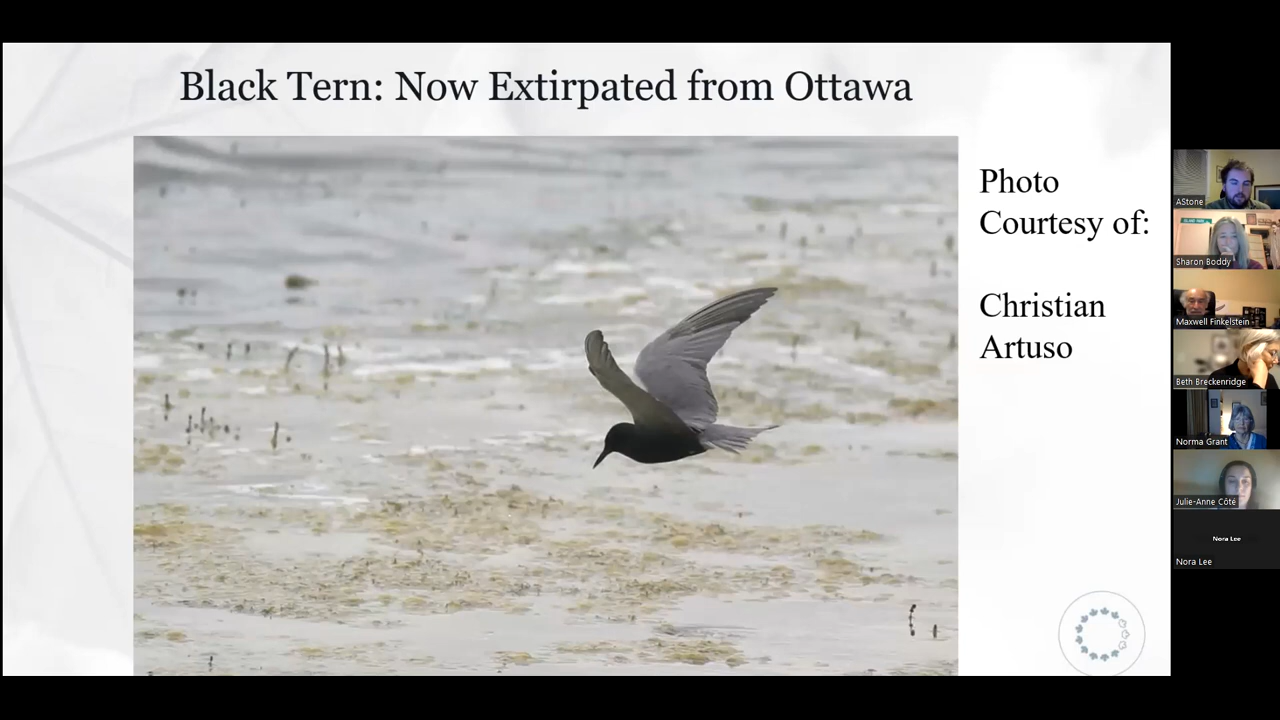 Black Tern: Now Extirpated from Ottawa
Photo
Courtesy of:
Christian
Artuso
AStone
Sharon Boddy
Maxwell Finkelstein
Beth Breckenridge
Norma Grant
Julie-Anne Côté
Nora Lee
Nora Lee